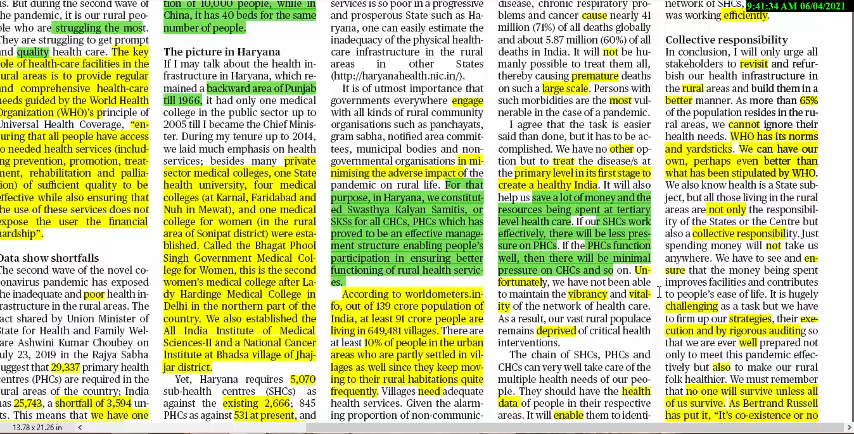 is. But during the second wave of
the pandemic, it is our rural peo-
ple who are struggling the most.
They are struggling to get prompt
and quality health care. The key
role of health-care facilities in the
rural areas is to provide regular
and comprehensive health-care
needs guided by the World Health
Organization (WHO's) principle of
Universal Health Coverage, "en-
suring that all people have access
to needed health services (includ-
ing prevention, promotion, treat-
ment, rehabilitation and pallia-
tion) of sufficient quality to be
effective while also ensuring that
the use of these services does not
expose the user the financial
hardship".
Data show shortfalls
The second wave of the novel co-
ronavirus pandemic has exposed
the inadequate and poor health in-
frastructure in the rural areas. The
fact shared by Union Minister of
State for Health and Family Wel-
fare Ashwini Kumar Choubey on
July 23, 2019 in the Rajya Sabha
suggest that 29,337 primary health
centres (PHCs) are required in the
rural areas of the country; India
has 25,743, a shortfall of 3,594 un-
its. This means that we have one
tion of 10,000 people, while in
China, it has 40 beds for the same
number of people.
The picture in Haryana
If I may talk about the health in-
frastructure in Haryana, which re-
mained a backward area of Punjab
till 1966, it had only one medical
college in the public sector up to
2005 till I became the Chief Minis-
ter. During my tenure up to 2014,
we laid much emphasis on health
services; besides many private
sector medical colleges, one State
health university, four medical
colleges (at Karnal, Faridabad and
Nuh in Mewat), and one medical
college for women (in the rural
area of Sonipat district) were es-
tablished. Called the Bhagat Phool
Singh Government Medical Col-
lege for Women, this is the second
women's medical college after La-
dy Hardinge Medical College in
Delhi in the northern part of the
country. We also established the
All India Institute of Medical
Sciences-II and a National Cancer
Institute at Bhadsa village of Jhaj-
jar district.
Yet, Haryana requires 5,070
sub-health centres (SHCs) as
against the existing 2,666; 845
PHCs as against 531 at present, and
services is so poor in a progressive
and prosperous State such as Ha-
ryana, one can easily estimate the
inadequacy of the physical health-
care infrastructure in the rural
areas in other States
(http://haryanahealth.nic.in/).
It is of utmost importance that
governments everywhere engage
with all kinds of rural community
organisations such as panchayats,
gram sabha, notified area commit-
tees, municipal bodies and non-
governmental organisations in mi-
nimising the adverse impact of the
pandemic on rural life. For that
purpose, in Haryana, we constitut-
ed Swasthya Kalyan Samitis, or
SKSs for all CHCs, PHCs which has
proved to be an effective manage-
ment structure enabling people's
participation in ensuring better
functioning of rural health servic-
es.
According to worldometers.in-
fo, out of 139 crore population of
India, at least 91 crore people are
living in 649,481 villages. There are
at least 10% of people in the urban
areas who are partly settled in vil-
lages as well since they keep mov-
ing to their rural habitations quite
frequently. Villages need adequate
health services. Given the alarm-
ing proportion of non-communic-
disease, chronic respiratory pro-
blems and cancer cause nearly 41
million (71%) of all deaths globally
and about 5.87 million (60%) of all
deaths in India. It will not be hu-
manly possible to treat them all,
thereby causing premature deaths
on such a large scale. Persons with
such morbidities are the most vul-
nerable in the case of a pandemic.
I agree that the task is easier
said than done, but it has to be ac-
complished. We have no other op-
tion but to treat the disease/s at
the primary level in its first stage to
create a healthy India. It will also
help us save a lot of money and the
resources being spent at tertiary
level health care. If our SHCs work
effectively, there will be less pres-
sure on PHCs. If the PHCs function
well, then there will be minimal
pressure on CHCs and so on. Un-
fortunately, we have not been able
to maintain the vibrancy and vital-
ity of the network of health care.
As a result, our vast rural populace
remains deprived of critical health
interventions.
The chain of SHCs, PHCs and
CHCs can very well take care of the
multiple health needs of our peo-
ple. They should have the health
data of people in their respective
areas. It will enable them to identi-
network of SHCs,
was working efficiently.
9:41:34 AM 06/04/2021
Collective responsibility
In conclusion, I will only urge all
stakeholders to revisit and refur-
bish our health infrastructure in
the rural areas and build them in a
better manner. As more than 65%
of the population resides in the ru-
ral areas, we cannot ignore their
health needs. WHO has its norms
and yardsticks. We can have our
own, perhaps even better than
what has been stipulated by WHO.
We also know health is a State sub-
ject, but all those living in the rural
areas are not only the responsibil-
ity of the States or the Centre but
also a collective responsibility. Just
spending money will not take us
anywhere. We have to see and en-
sure that the money being spent
improves facilities and contributes
to people's ease of life. It is hugely
challenging as a task but we have
to firm up our strategies, their exe-
cution and by rigorous auditing so
that we are ever well prepared not
only to meet this pandemic effec-
tively but also to make our rural
folk healthier. We must remember
that no one will survive unless all
of us survive. As Bertrand Russell
has put it, "It's co-existence or no
13.78 x 21.26 in